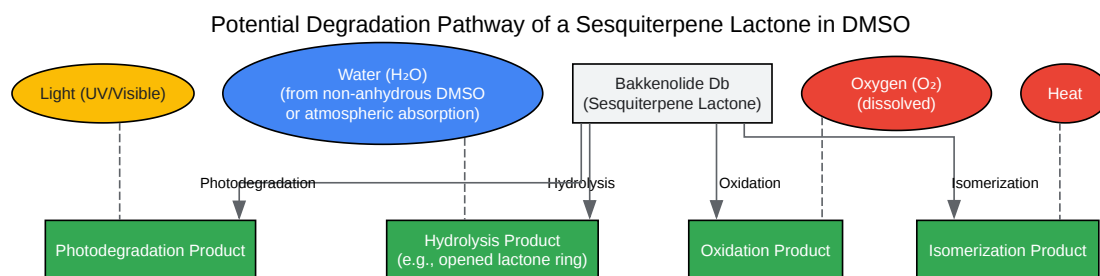 Potential Degradation Pathway of a Sesquiterpene Lactone in DMSO
Light (UV/Visible)
Water (H₂O)
(from non-anhydrous DMSO
or atmospheric absorption)
Bakkenolide Db
(Sesquiterpene Lactone)
Oxygen (O₂)
(dissolved)
Heat
Photodegradation
Hydrolysis
Oxidation
Isomerization
Photodegradation Product
Hydrolysis Product
(e.g., opened lactone ring)
Oxidation Product
Isomerization Product